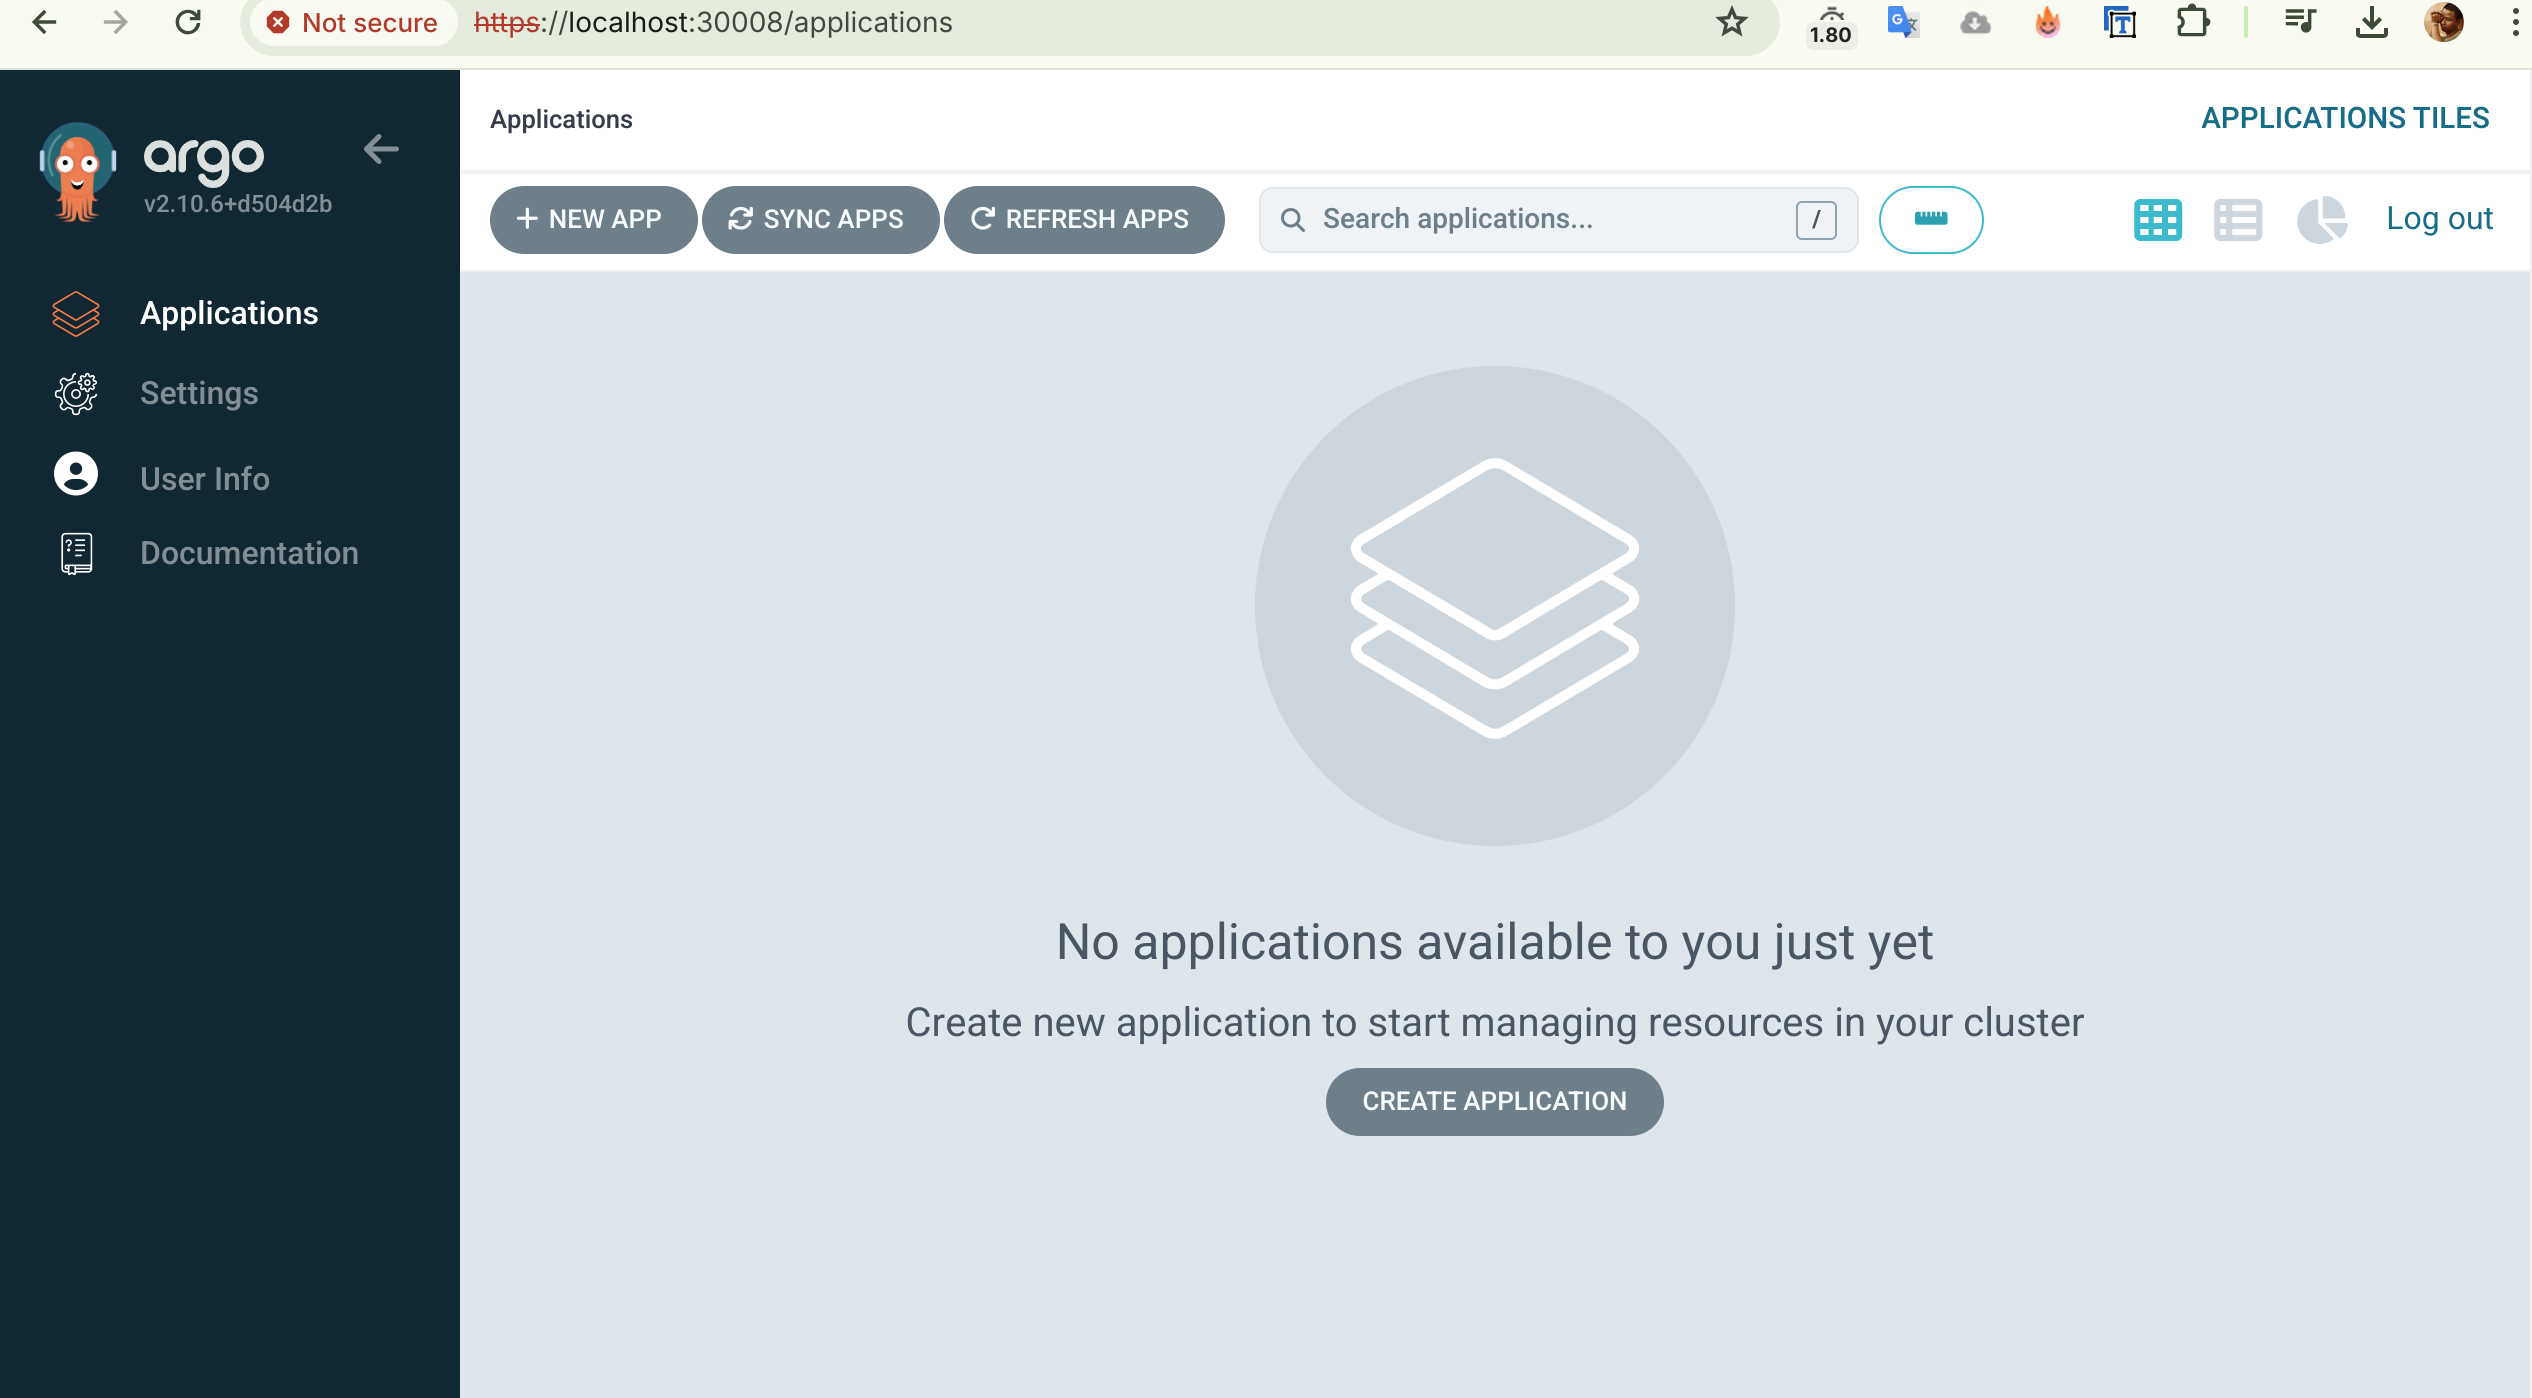 Not secure
https://localhost:30008/applications
1.80
argo
v2.10.6+d504d2b
Applications
Settings
User Info
Documentation
Applications
APPLICATIONS TILES
NEW APP
SYNC APPS
REFRESH APPS
Search applications...
/
Log out
No applications available to you just yet
Create new application to start managing resources in your cluster
CREATE APPLICATION